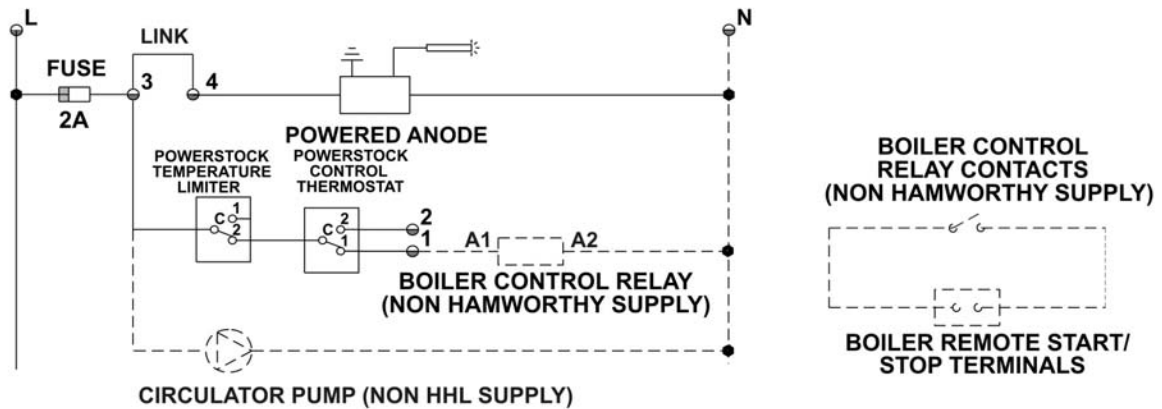 L
N
LINK
FUSE
3
4
2A
POWERED ANODE
POWERSTOCK
TEMPERATURE
LIMITER
POWERSTOCK
CONTROL
THERMOSTAT
C
1
2
C
2
1
2
1
A1
A2
BOILER CONTROL RELAY
(NON HAMWORTHY SUPPLY)
CIRCULATOR PUMP (NON HHL SUPPLY)
BOILER CONTROL
RELAY CONTACTS
(NON HAMWORTHY SUPPLY)
BOILER REMOTE START/
STOP TERMINALS